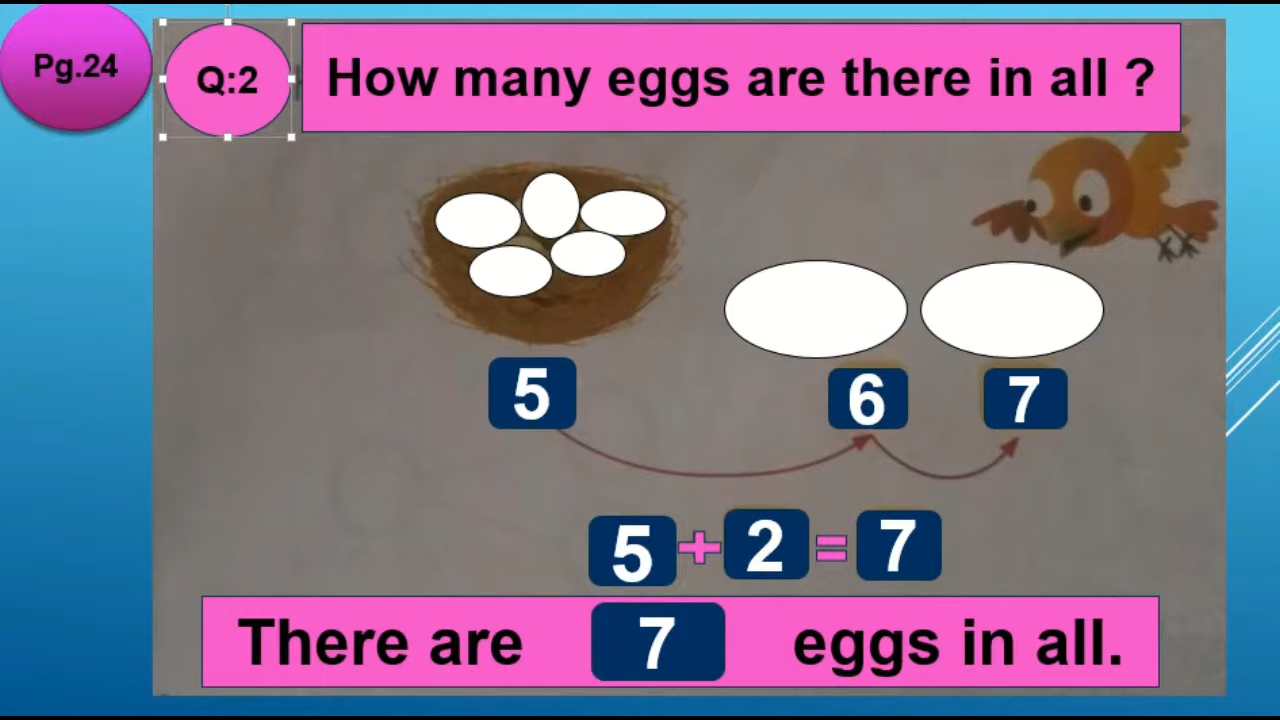 Pg.24
Q:2
How many eggs are there in all ?
5
6
7
5 + 2 = 7
There are 7 eggs in all.